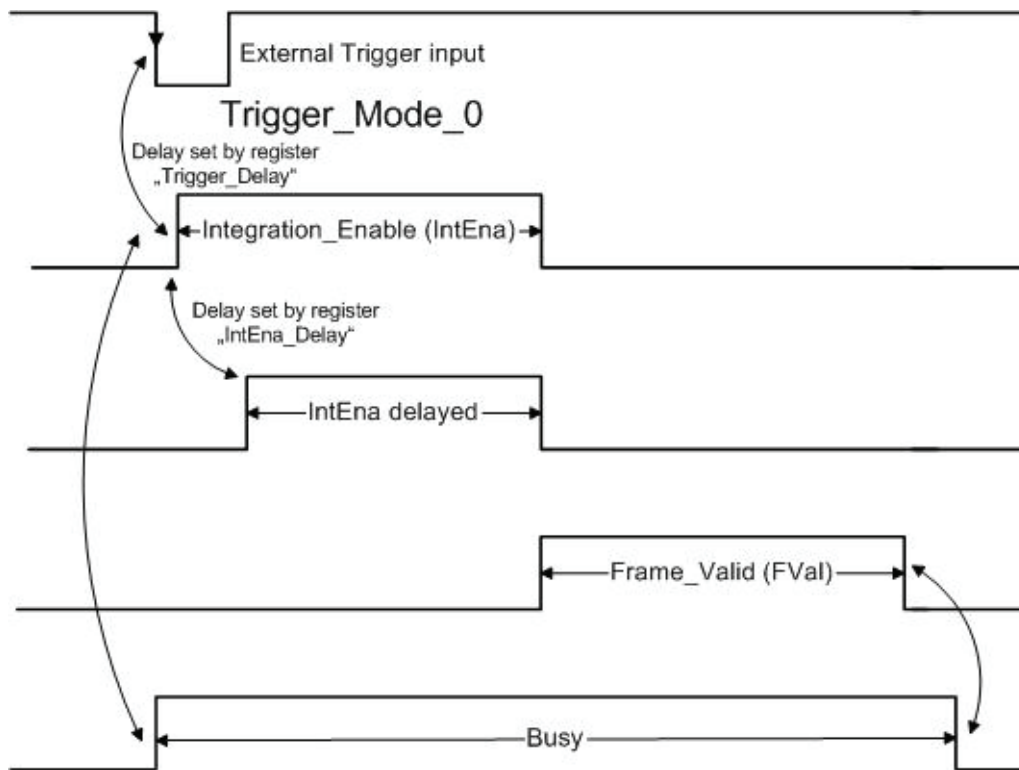 External Trigger input
Trigger_Mode_0
Delay set by register
„Trigger_Delay“
Integration_Enable (IntEna)
Delay set by register
„IntEna_Delay“
IntEna delayed
Frame_Valid (FVal)
Busy